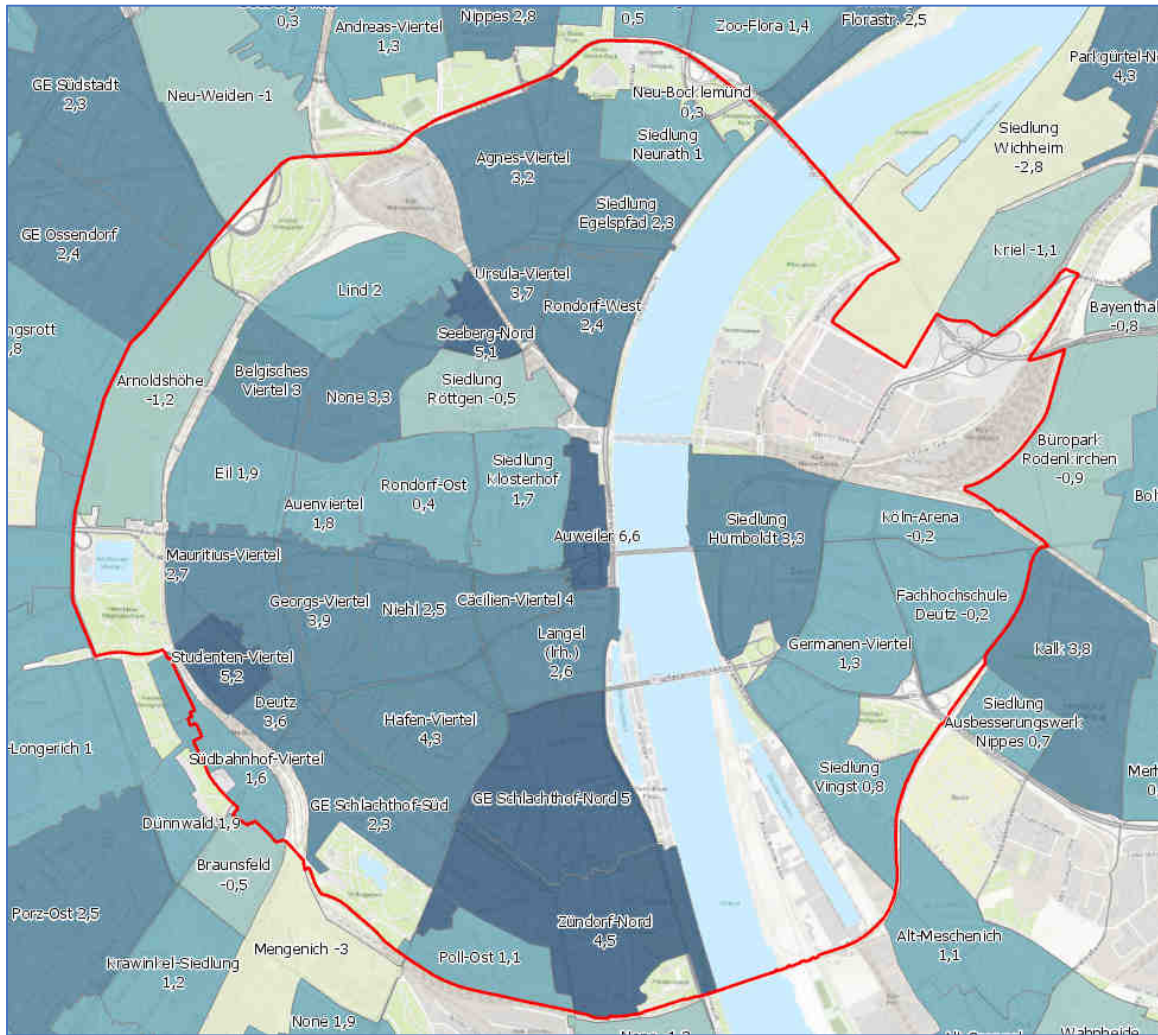 0,3
Andreas-Viertel
1,3
Nippes 2,8
0,5
Zoo-Flora 1,4
Florastr. 2,5
GE Südstadt
2,3
Neu-Weiden -1
Neu-Bocklemünd
0,3
4,3
Siedlung
Neurath 1
Siedlung
Wichheim
-2,8
Agnes-Viertel
3,2
Siedlung
Egelspfad 2,3
GE Ossendorf
2,4
Kriel -1,1
Lind 2
Ursula-Viertel
3,7
Rondorf-West
2,4
Bayenthal
-0,8
Seeberg-Nord
5,1
Arnoldshöhe
-1,2
Belgisches
Viertel 3
None 3,3
Siedlung
Röttgen -0,5
Eil 1,9
Auenviertel
1,8
Rondorf-Ost
0,4
Siedlung
Klosterhof
1,7
Büropark
Rodenkirchen
-0,9
Siedlung
Humboldt 3,3
Köln-Arena
-0,2
Auweiler 6,6
Mauritius-Viertel
2,7
Georgs-Viertel
3,9
Niehl 2,5
Cäcilien-Viertel 4
Langel
(lrh.)
2,6
Fachhochschule
Deutz -0,2
Germanen-Viertel
1,3
Kalk 3,8
Studenten-Viertel
5,2
Deutz
3,6
Häfen-Viertel
4,3
Siedlung
Ausbesserungswerk
Nippes 0,7
-Longerich 1
Südbahnhof-Viertel
1,6
GE Schlachthof-Nord 5
Siedlung
Vingst 0,8
GE Schlachthof-Süd
2,3
Dünnwald 1,9
Braunsfeld
-0,5
Porz-Ost 2,5
Zündorf-Nord
4,5
Mengenich -3
Poll-Ost 1,1
Alt-Meschenich
1,1
Krawinkel-Siedlung
1,2
None 1,9
Wahnheide